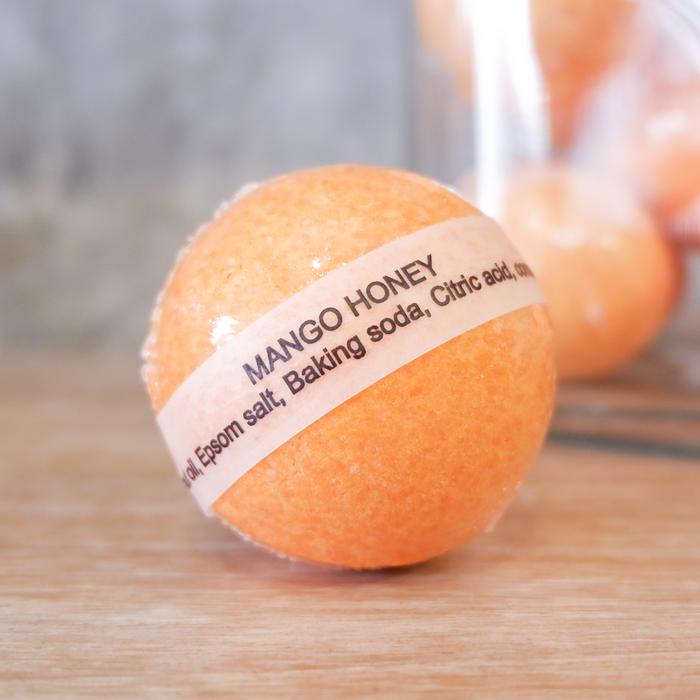 MANGO HONEY
oil, Epsom salt, Baking soda, Citric acid,